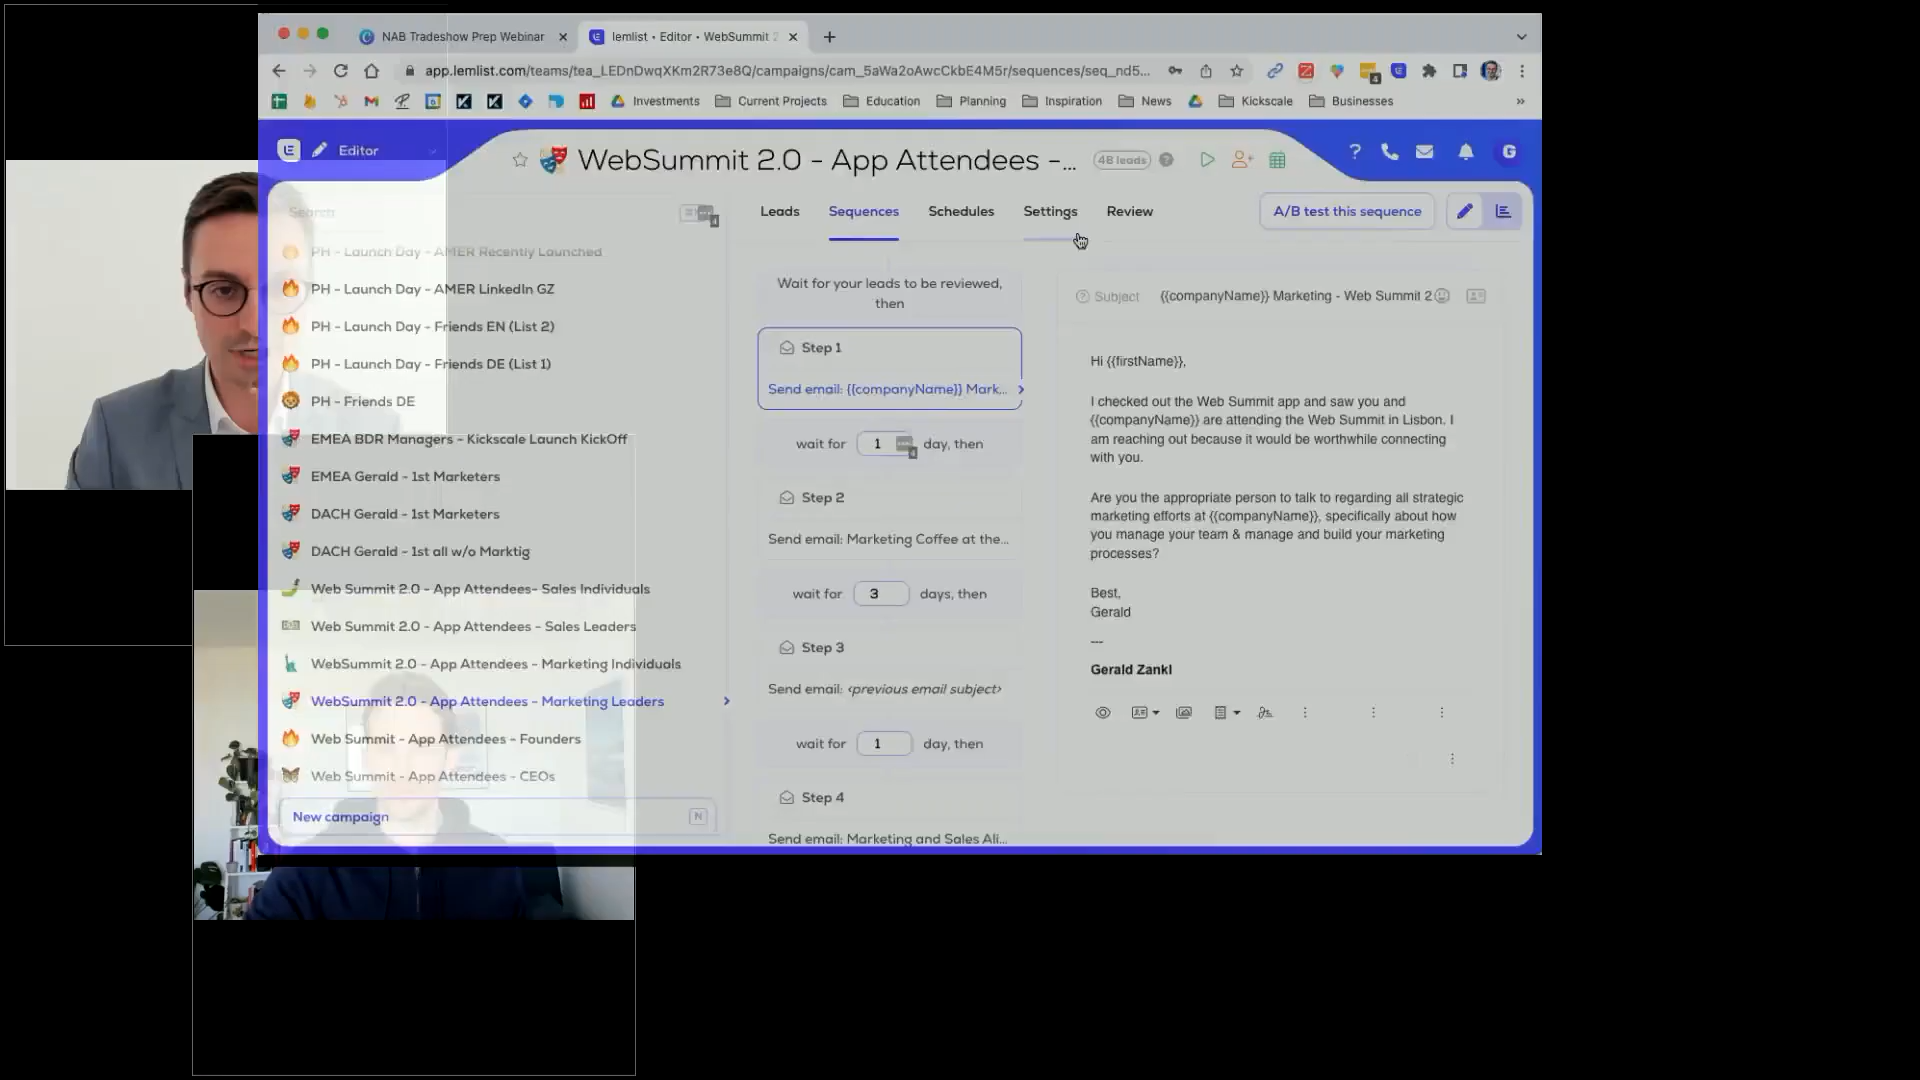 NAB Tradeshow Prep Webinar
lemlist • Editor • WebSummit 2
app.lemlist.com/teams/tea_LEDnDwqXKm2R73e8Q/campaigns/cam_5aWa2oAwcCkbE4M5r/sequences/seq_nd5...
4
Investments
Current Projects
Education
Planning
Inspiration
News
Kickscale
Businesses
»
Editor
WebSummit 2.0 - App Attendees -...
48 leads
?
?
G
Search
4
Leads
Sequences
Schedules
Settings
Review
A/B test this sequence
PH - Launch Day - AMER Recently Launched
PH - Launch Day - AMER LinkedIn GZ
PH - Launch Day - Friends EN (List 2)
PH - Launch Day - Friends DE (List 1)
PH - Friends DE
EMEA BDR Managers - Kickscale Launch KickOff
EMEA Gerald - 1st Marketers
DACH Gerald - 1st Marketers
DACH Gerald - 1st all w/o Marktig
Web Summit 2.0 - App Attendees- Sales Individuals
Web Summit 2.0 - App Attendees - Sales Leaders
WebSummit 2.0 - App Attendees - Marketing Individuals
WebSummit 2.0 - App Attendees - Marketing Leaders
Web Summit - App Attendees - Founders
Web Summit - App Attendees - CEOs
New campaign
N
Wait for your leads to be reviewed,
then
Step 1
Send email: {{companyName}} Mark...
wait for 1 day, then
4
Step 2
Send email: Marketing Coffee at the...
wait for 3 days, then
Step 3
Send email: <previous email subject>
wait for 1 day, then
Step 4
Send email: Marketing and Sales Ali...
? Subject {{companyName}} Marketing - Web Summit 2
Hi {{firstName}},
I checked out the Web Summit app and saw you and
{{companyName}} are attending the Web Summit in Lisbon. I
am reaching out because it would be worthwhile connecting
with you.
Are you the appropriate person to talk to regarding all strategic
marketing efforts at {{companyName}}, specifically about how
you manage your team & manage and build your marketing
processes?
Best,
Gerald
---
Gerald Zankl